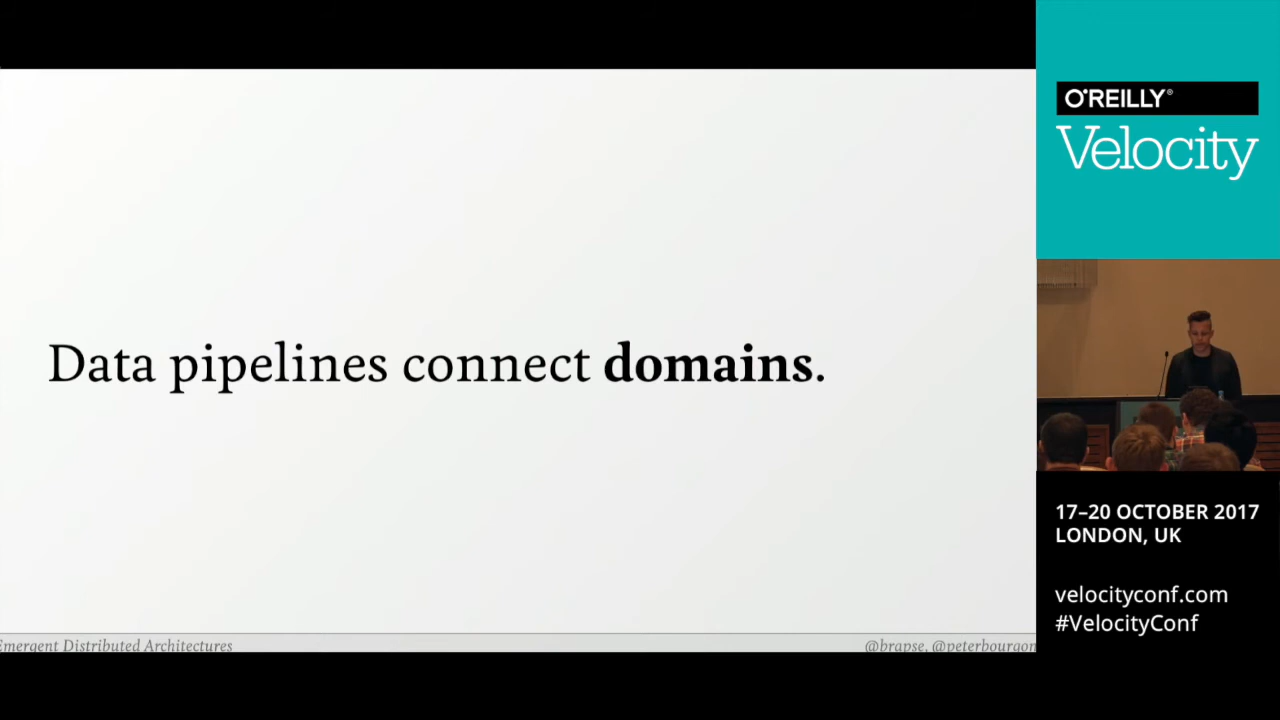 Data pipelines connect domains.
Emergent Distributed Architectures
@brapse, @peterbourgon
O'REILLY®
Velocity
17–20 OCTOBER 2017
LONDON, UK
velocityconf.com
#VelocityConf